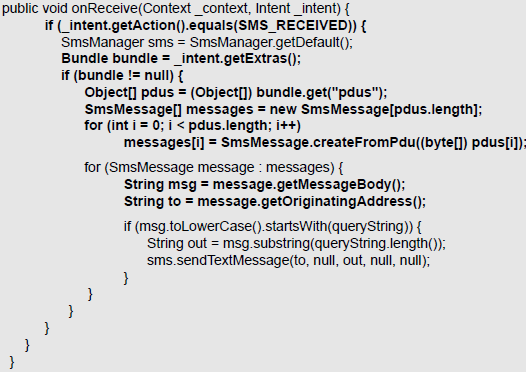 public void onReceive(Context _context, Intent _intent) {
if (_intent.getAction().equals(SMS_RECEIVED)) {
SmsManager sms = SmsManager.getDefault();
Bundle bundle = _intent.getExtras();
if (bundle != null) {
Object[] pdus = (Object[]) bundle.get("pdus");
SmsMessage[] messages = new SmsMessage[pdus.length];
for (int i = 0; i < pdus.length; i++)
messages[i] = SmsMessage.createFromPdu((byte[]) pdus[i]);
for (SmsMessage message : messages) {
String msg = message.getMessageBody();
String to = message.getOriginatingAddress();
if (msg.toLowerCase().startsWith(queryString)) {
String out = msg.substring(queryString.length());
sms.sendTextMessage(to, null, out, null, null);
}
}
}
}
}
}